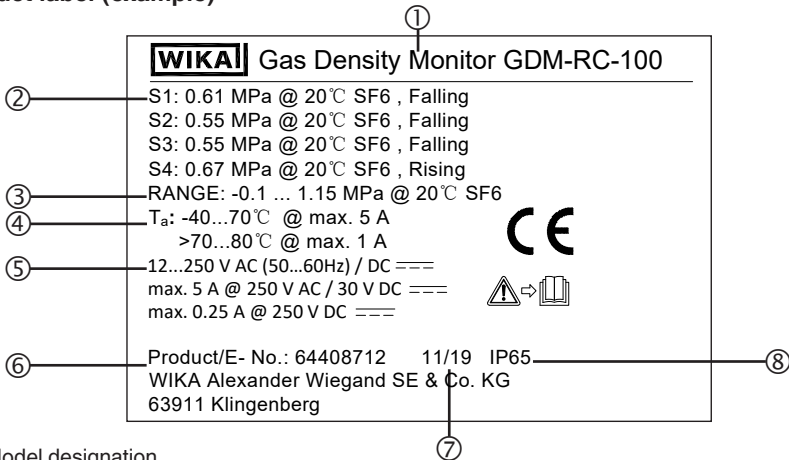 (example)
①
WIKA Gas Density Monitor GDM-RC-100
② S1: 0.61 MPa @ 20℃ SF6 , Falling
S2: 0.55 MPa @ 20℃ SF6 , Falling
S3: 0.55 MPa @ 20℃ SF6 , Falling
S4: 0.67 MPa @ 20℃ SF6 , Rising
③ RANGE: -0.1 ... 1.15 MPa @ 20℃ SF6
④ Ta: -40...70℃ @ max. 5 A
>70...80℃ @ max. 1 A
CE
⑤ 12...250 V AC (50...60Hz) / DC
max. 5 A @ 250 V AC / 30 V DC
max. 0.25 A @ 250 V DC
⑥ Product/E- No.: 64408712 11/19 IP65 ⑧
WIKA Alexander Wiegand SE & Co. KG
63911 Klingenberg
⑦